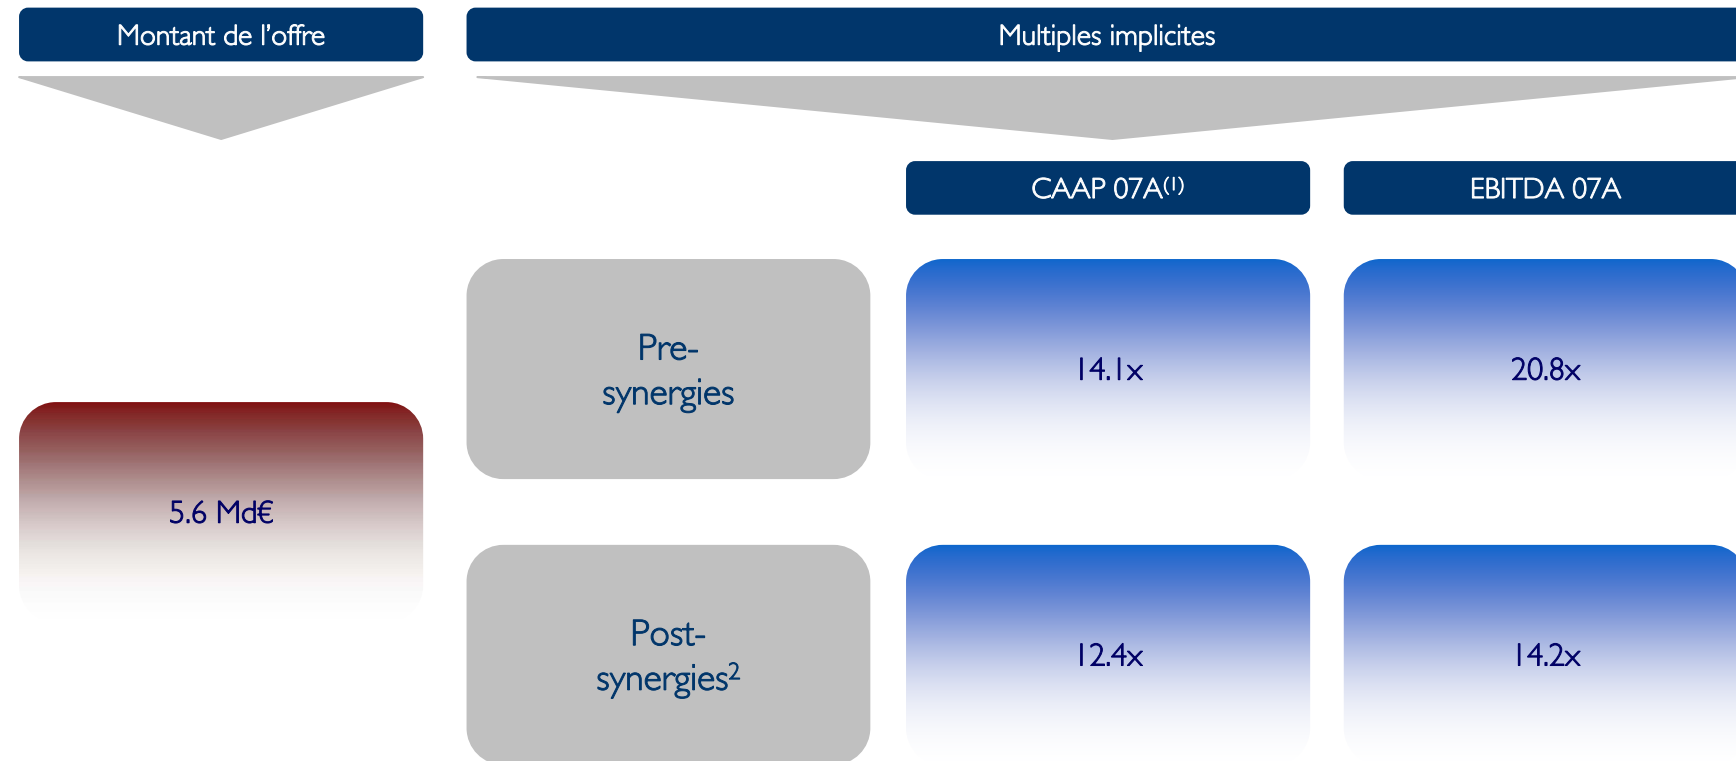 Montant de l’offre
Multiples implicites
CAAP 07A⁽¹⁾
EBITDA 07A
Pre-
synergies
14.1x
20.8x
5.6 Md€
Post-
synergies²
12.4x
14.2x